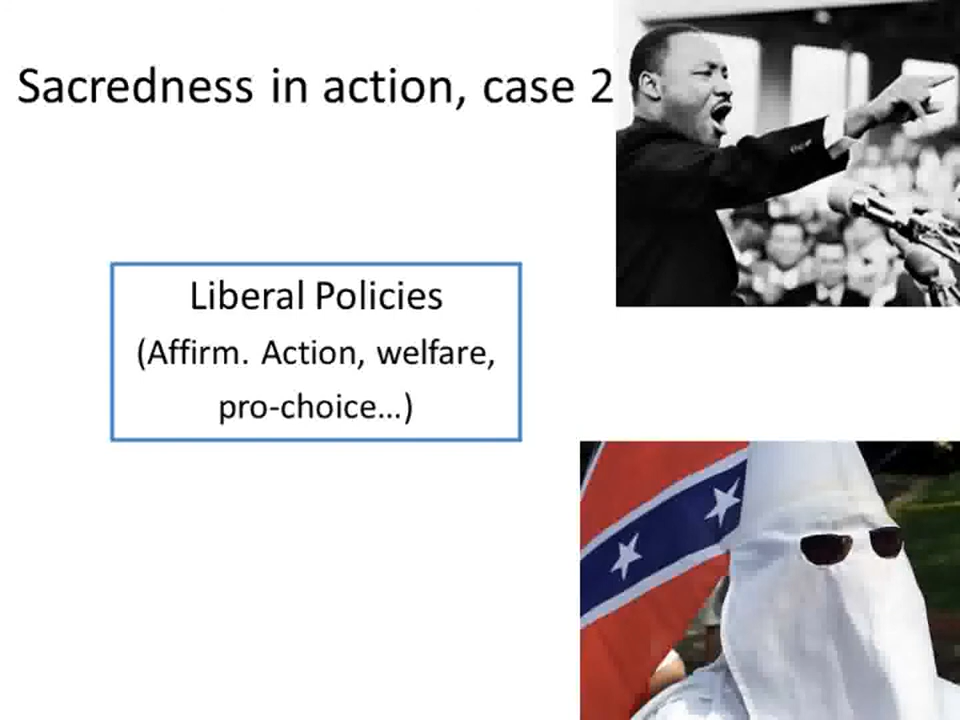 Sacredness in action, case 2
Liberal Policies
(Affirm. Action, welfare,
pro-choice...)